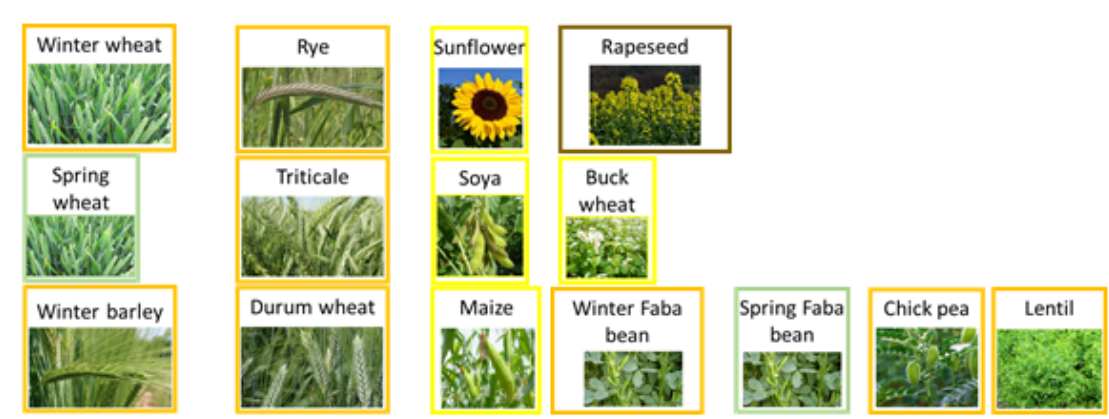 Winter wheat
Rye
Sunflower
Rapeseed
Spring
wheat
Triticale
Soya
Buck
wheat
Winter barley
Durum wheat
Maize
Winter Faba
bean
Spring Faba
bean
Chick pea
Lentil